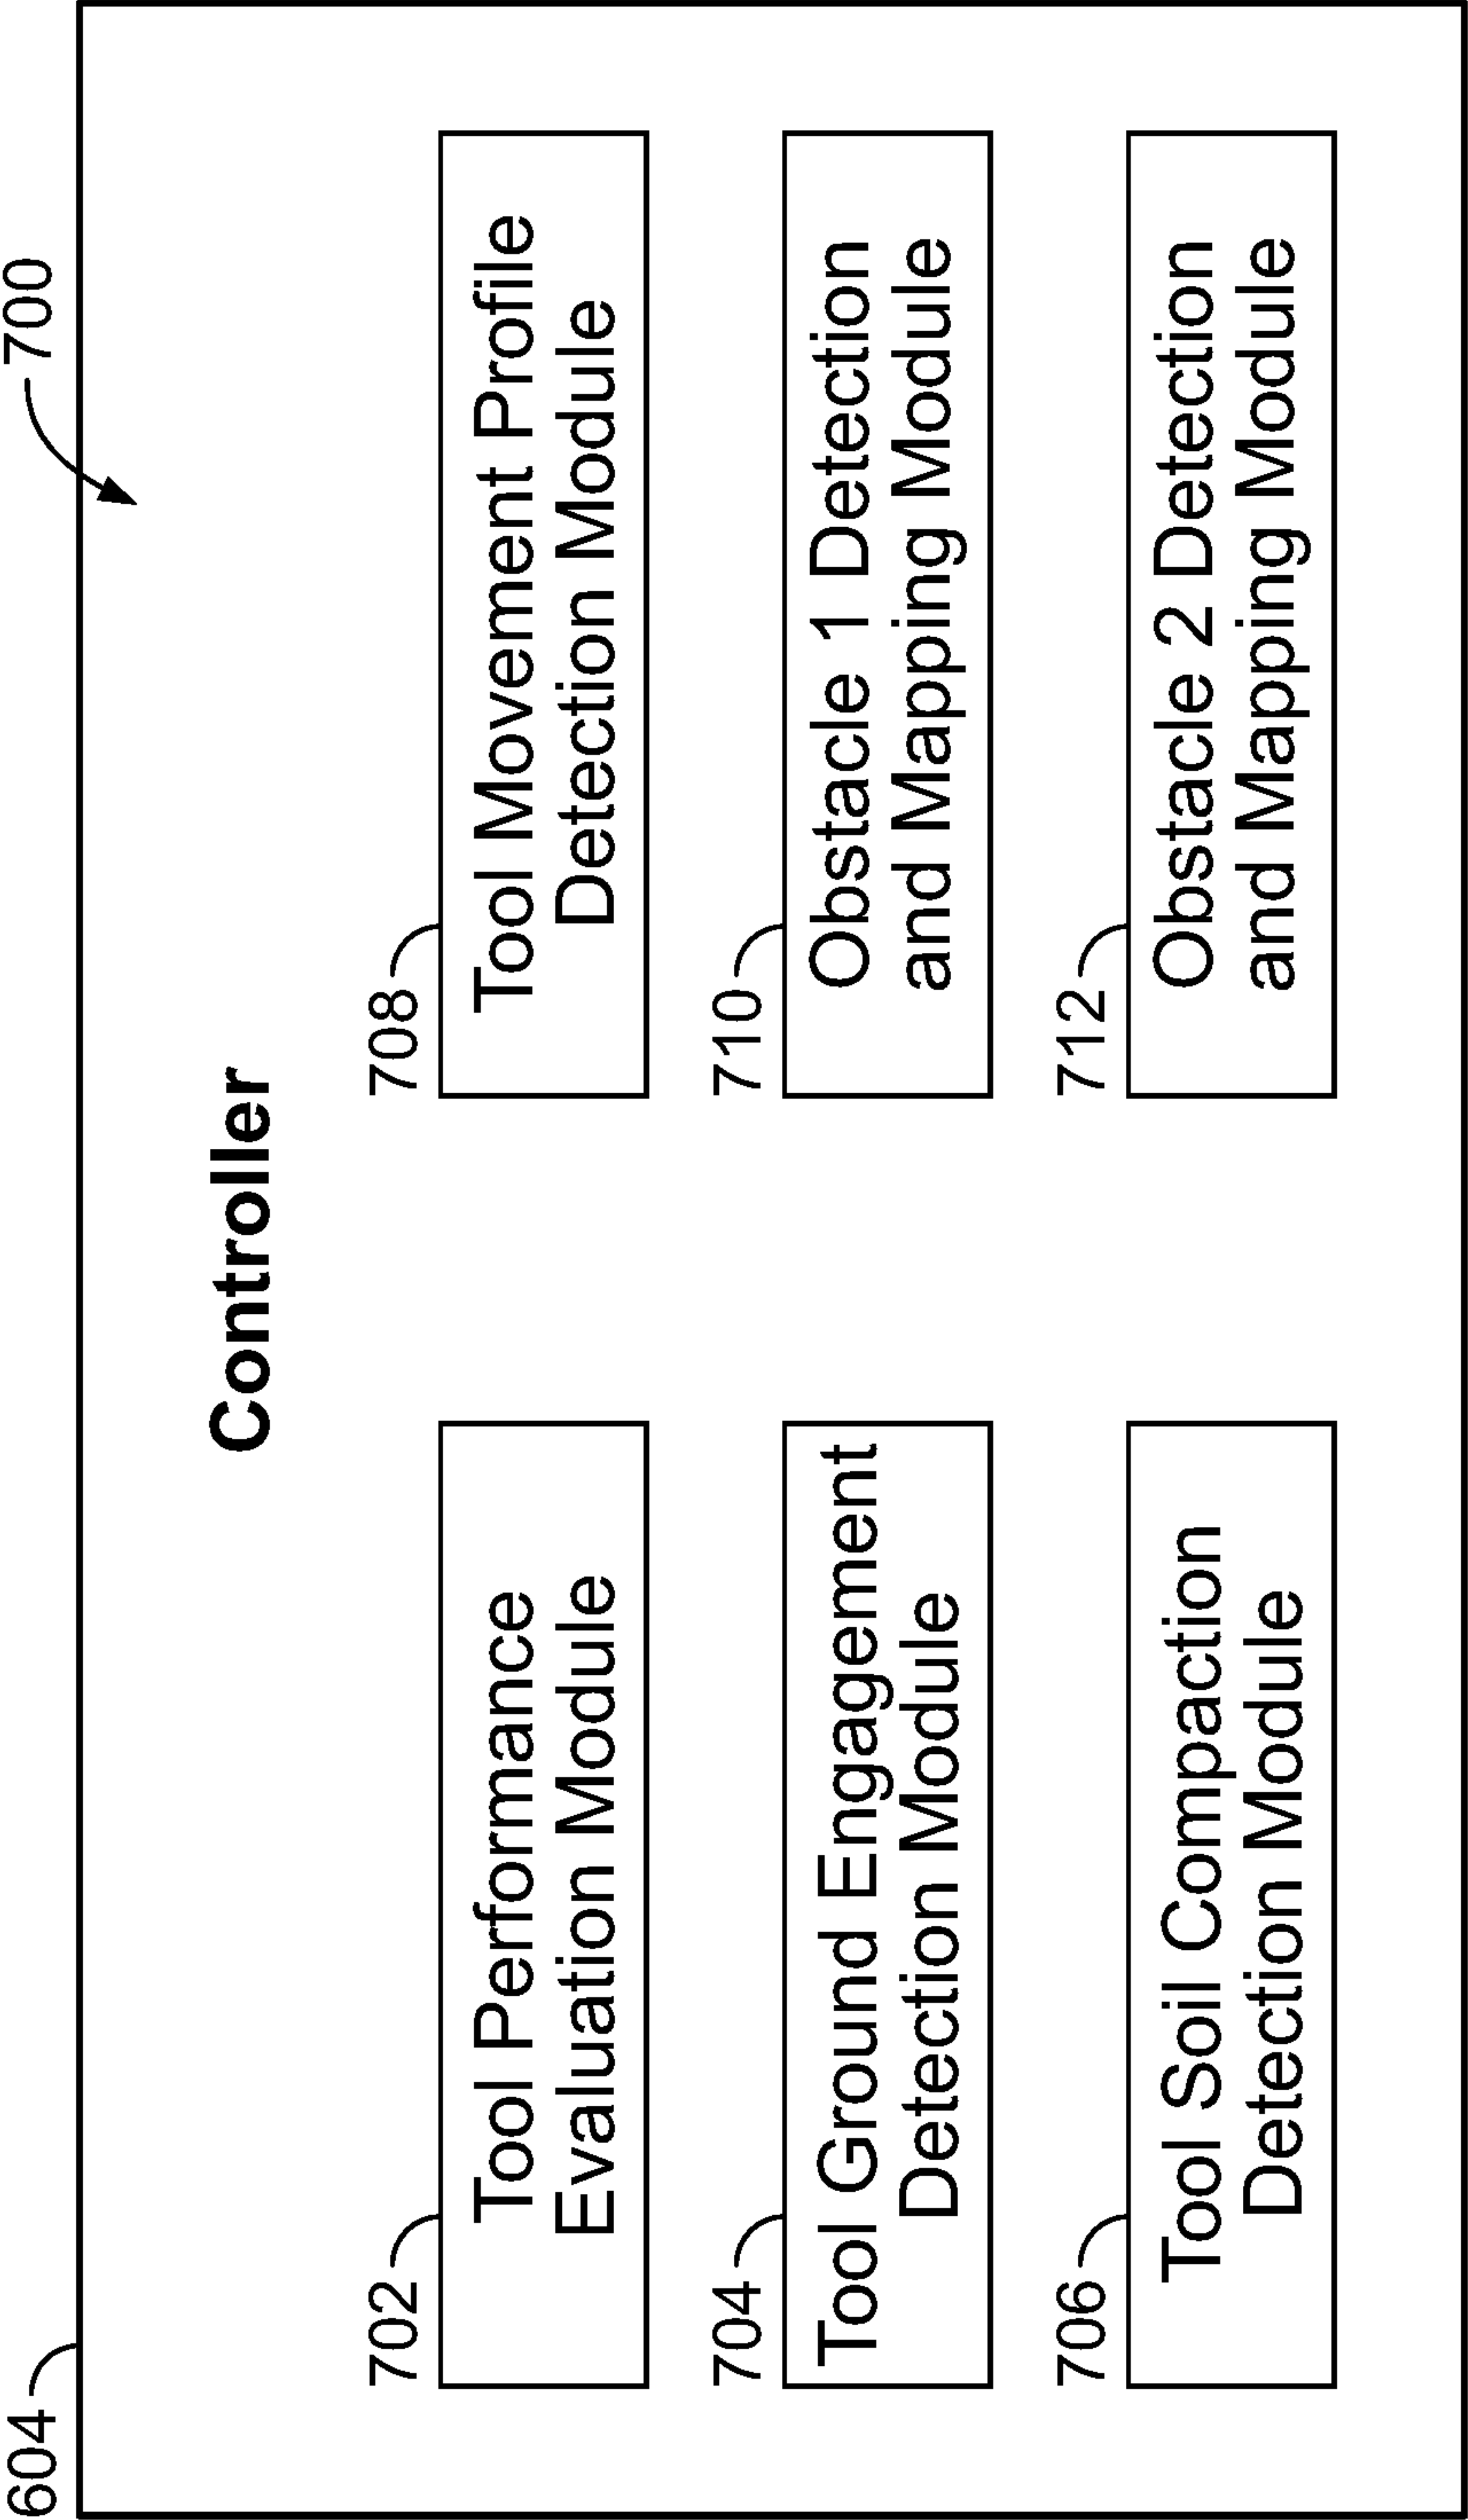 604
700
Controller
702
Tool Performance
Evaluation Module
704
Tool Ground Engagement
Detection Module
706
Tool Soil Compaction
Detection Module
708
Tool Movement Profile
Detection Module
710
Obstacle 1 Detection
and Mapping Module
712
Obstacle 2 Detection
and Mapping Module